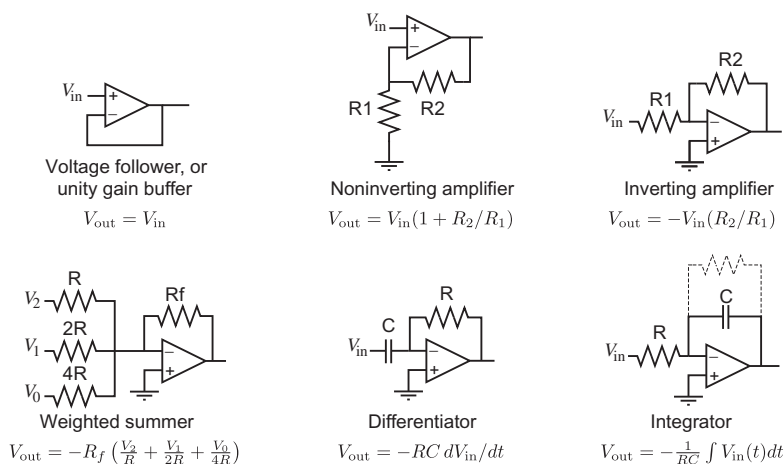 V_in
+
−
Voltage follower, or
unity gain buffer
V_out = V_in
V_in
+
−
R1
R2
Noninverting amplifier
V_out = V_in(1 + R_2/R_1)
R2
R1
V_in
−
+
Inverting amplifier
V_out = −V_in(R_2/R_1)
R
V_2
2R
V_1
4R
V_0
Rf
−
+
Weighted summer
V_out = −R_f (V_2/R + V_1/2R + V_0/4R)
R
C
V_in
−
+
Differentiator
V_out = −RC dV_in/dt
C
R
V_in
−
+
Integrator
V_out = −1/RC ∫ V_in(t)dt